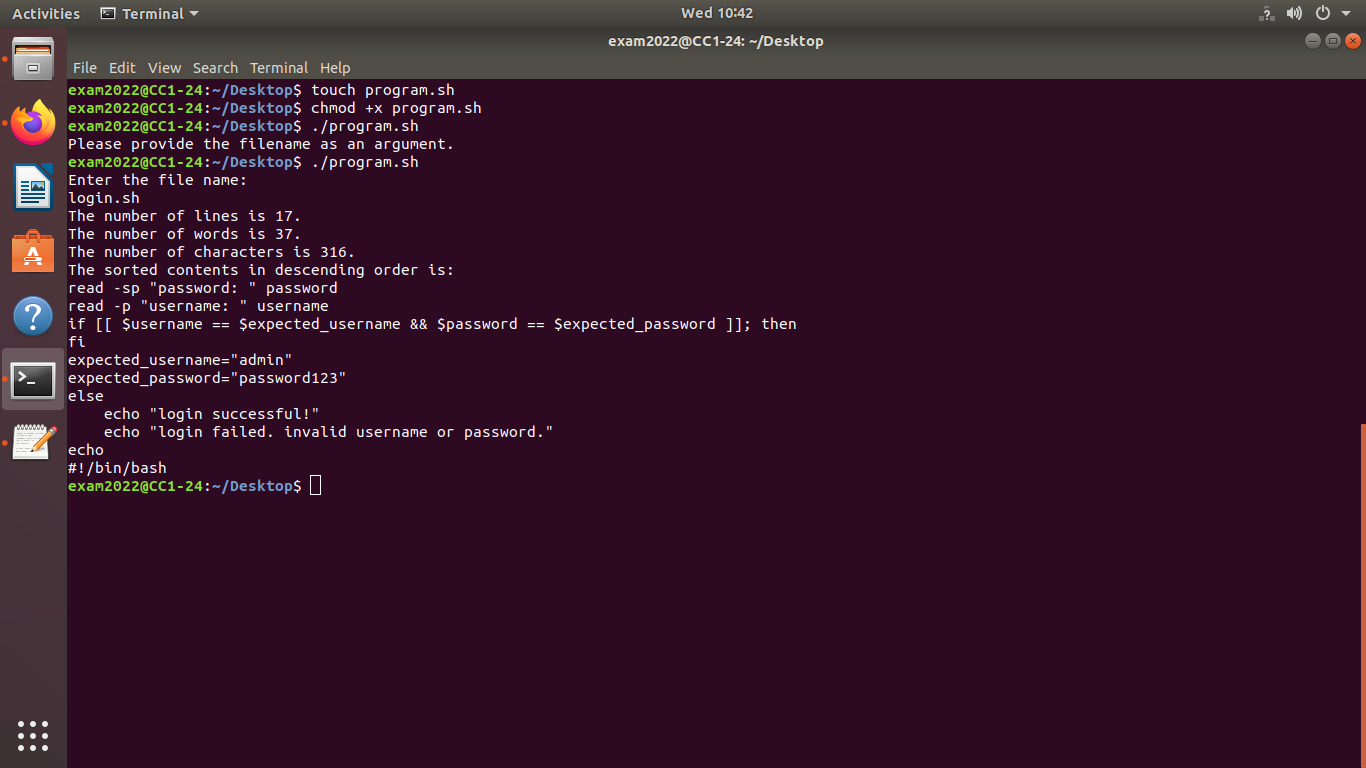 Activities Terminal Wed 10:42
exam2022@CC1-24: ~/Desktop
File Edit View Search Terminal Help
exam2022@CC1-24:~/Desktop$ touch program.sh
exam2022@CC1-24:~/Desktop$ chmod +x program.sh
exam2022@CC1-24:~/Desktop$ ./program.sh
Please provide the filename as an argument.
exam2022@CC1-24:~/Desktop$ ./program.sh
Enter the file name:
login.sh
The number of lines is 17.
The number of words is 37.
The number of characters is 316.
The sorted contents in descending order is:
read -sp "password: " password
read -p "username: " username
if [[ $username == $expected_username && $password == $expected_password ]]; then
fi
expected_username="admin"
expected_password="password123"
else
    echo "login successful!"
    echo "login failed. invalid username or password."
echo
#!/bin/bash
exam2022@CC1-24:~/Desktop$